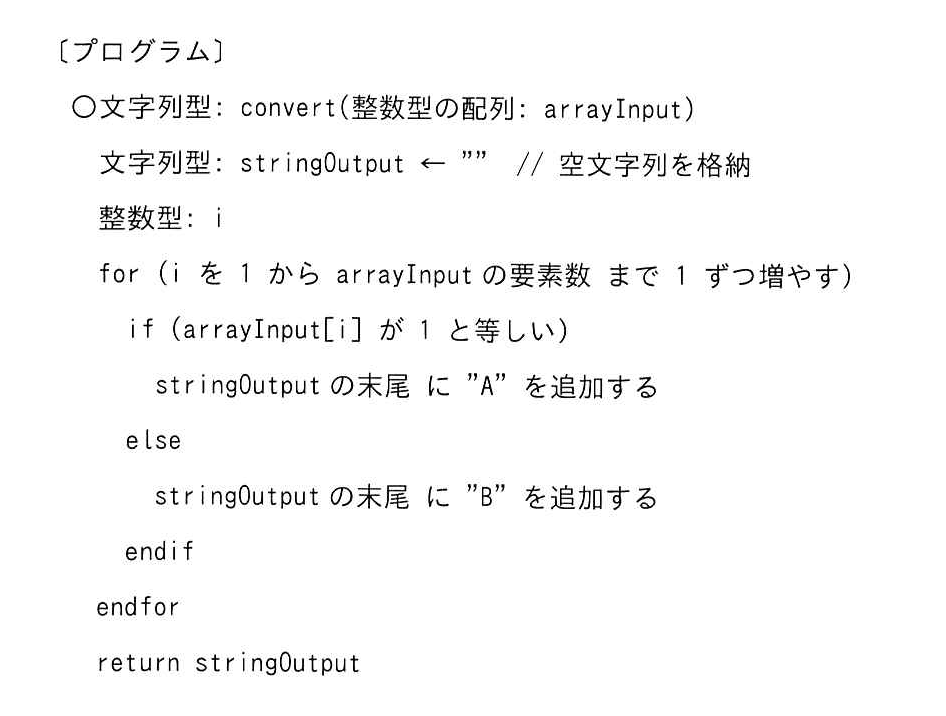 〔プログラム〕
○文字列型: convert(整数型の配列: arrayInput)
文字列型: stringOutput ← ”” // 空文字列を格納
整数型: i
for (i を 1 から arrayInput の要素数 まで 1 ずつ増やす)
if (arrayInput[i] が 1 と等しい)
stringOutput の末尾 に ”A” を追加する
else
stringOutput の末尾 に ”B” を追加する
endif
endfor
return stringOutput